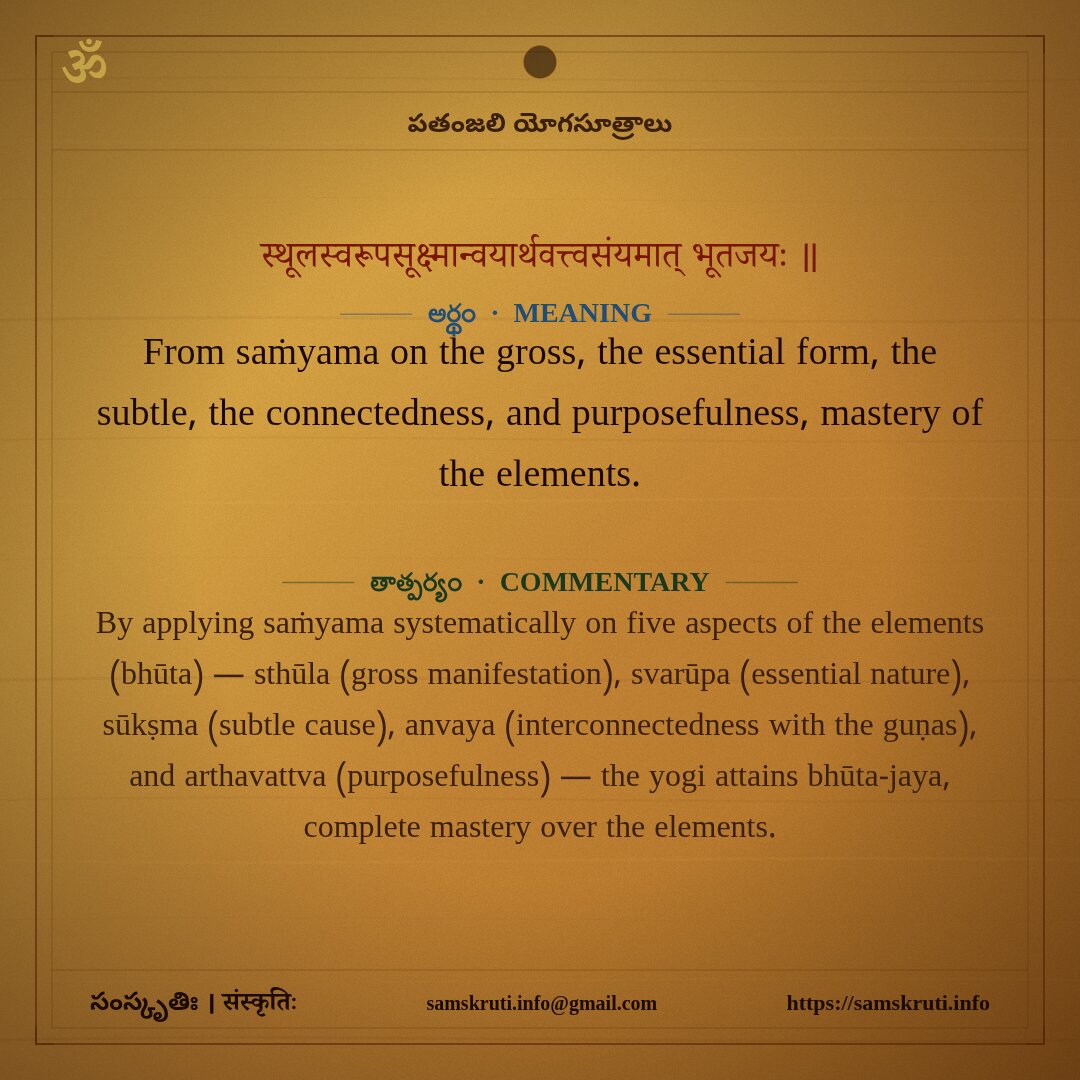 ॐ
పతంజలి యోగసూత్రాలు
स्थूलस्वरूपसूक्ष्मान्वयार्थवत्त्वसंयमात् भूतजयः ॥
అర్థం · MEANING
From saṁyama on the gross, the essential form, the
subtle, the connectedness, and purposefulness, mastery of
the elements.
తాత్పర్యం · COMMENTARY
By applying saṁyama systematically on five aspects of the elements
(bhūta) — sthūla (gross manifestation), svarūpa (essential nature),
sūkṣma (subtle cause), anvaya (interconnectedness with the guṇas),
and arthavattva (purposefulness) — the yogi attains bhūta-jaya,
complete mastery over the elements.
సంస్కృతిః | संस्कृतिः samskruti.info@gmail.com https://samskruti.info